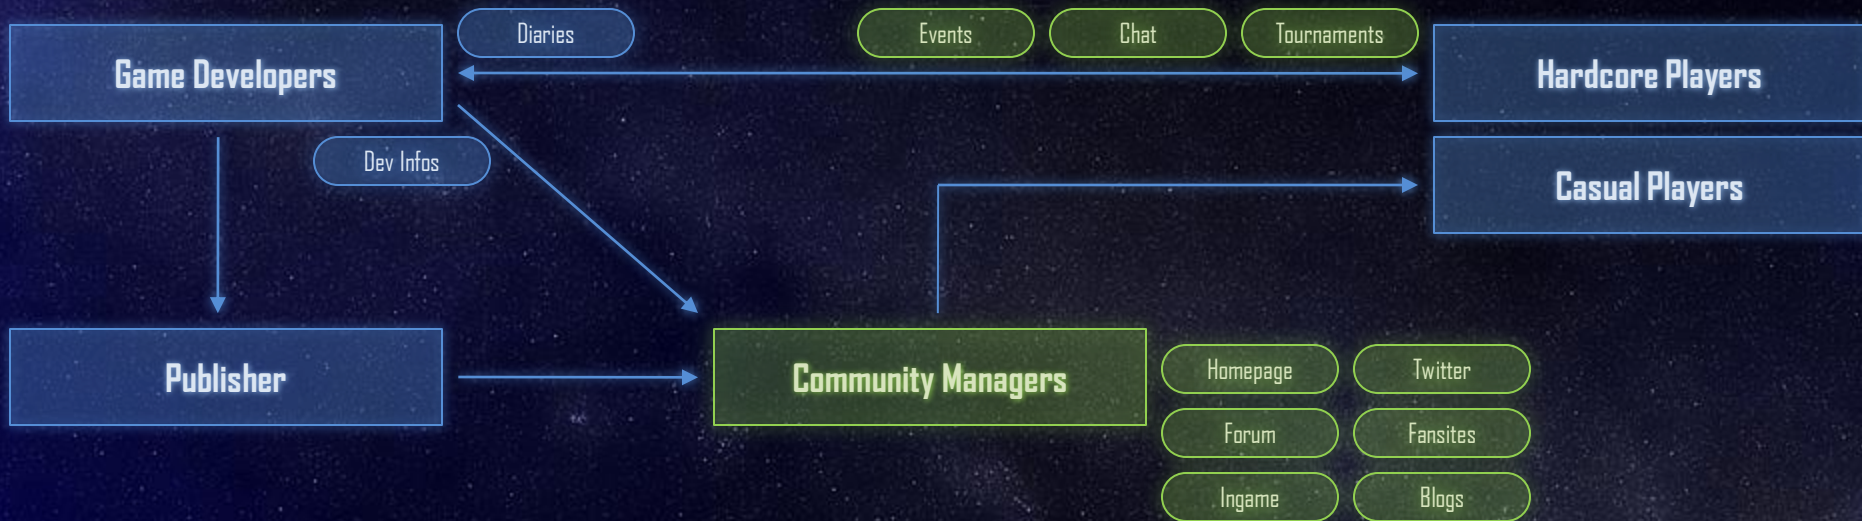 Diaries
Events
Chat
Tournaments
Game Developers
Hardcore Players
Dev Infos
Casual Players
Publisher
Community Managers
Homepage
Twitter
Forum
Fansites
Ingame
Blogs